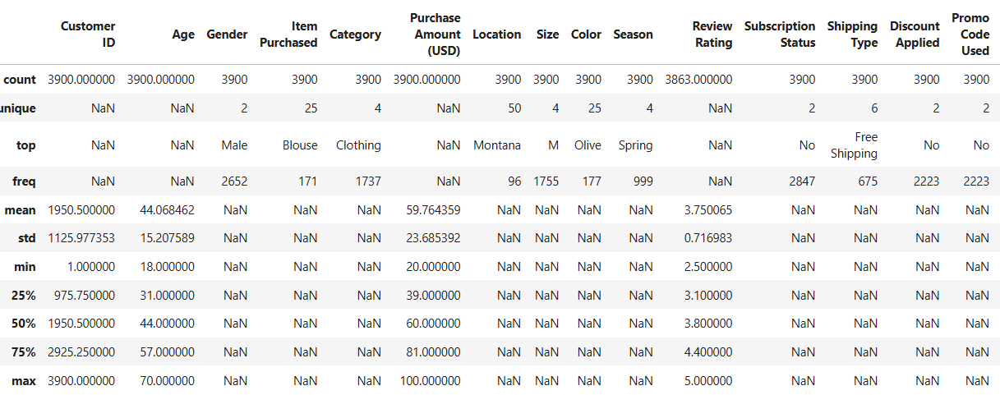 Customer ID Age Gender Item Purchased Category Purchase Amount (USD) Location Size Color Season Review Rating Subscription Status Shipping Type Discount Applied Promo Code Used
count 3900.000000 3900.000000 3900 3900 3900 3900.000000 3900 3900 3900 3900 3863.000000 3900 3900 3900 3900
unique NaN NaN 2 25 4 NaN 50 4 25 4 NaN 2 6 2 2
top NaN NaN Male Blouse Clothing NaN Montana M Olive Spring NaN No Free Shipping No No
freq NaN NaN 2652 171 1737 NaN 96 1755 177 999 NaN 2847 675 2223 2223
mean 1950.500000 44.068462 NaN NaN NaN 59.764359 NaN NaN NaN NaN 3.750065 NaN NaN NaN NaN
std 1125.977353 15.207589 NaN NaN NaN 23.685392 NaN NaN NaN NaN 0.716983 NaN NaN NaN NaN
min 1.000000 18.000000 NaN NaN NaN 20.000000 NaN NaN NaN NaN 2.500000 NaN NaN NaN NaN
25% 975.750000 31.000000 NaN NaN NaN 39.000000 NaN NaN NaN NaN 3.100000 NaN NaN NaN NaN
50% 1950.500000 44.000000 NaN NaN NaN 60.000000 NaN NaN NaN NaN 3.800000 NaN NaN NaN NaN
75% 2925.250000 57.000000 NaN NaN NaN 81.000000 NaN NaN NaN NaN 4.400000 NaN NaN NaN NaN
max 3900.000000 70.000000 NaN NaN NaN 100.000000 NaN NaN NaN NaN 5.000000 NaN NaN NaN NaN